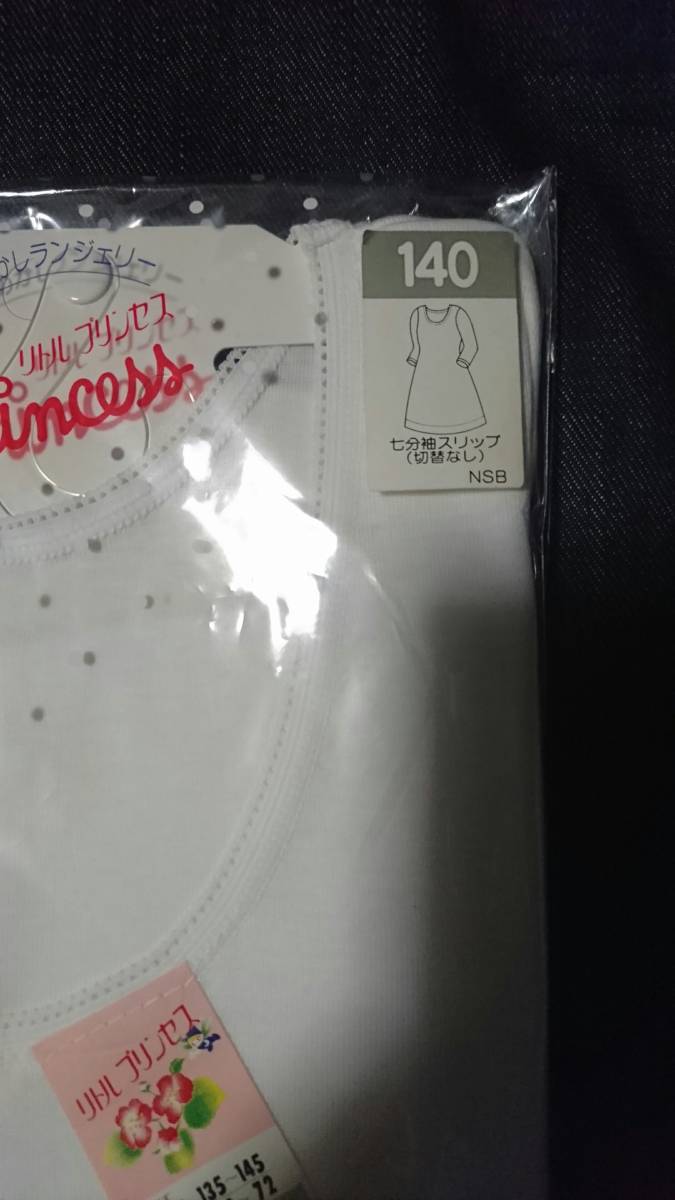 レランジェリー
リトルプリンセス
incess
140
七分袖スリップ
(切替なし)
NSB
リトルプリンセス
135~145
72